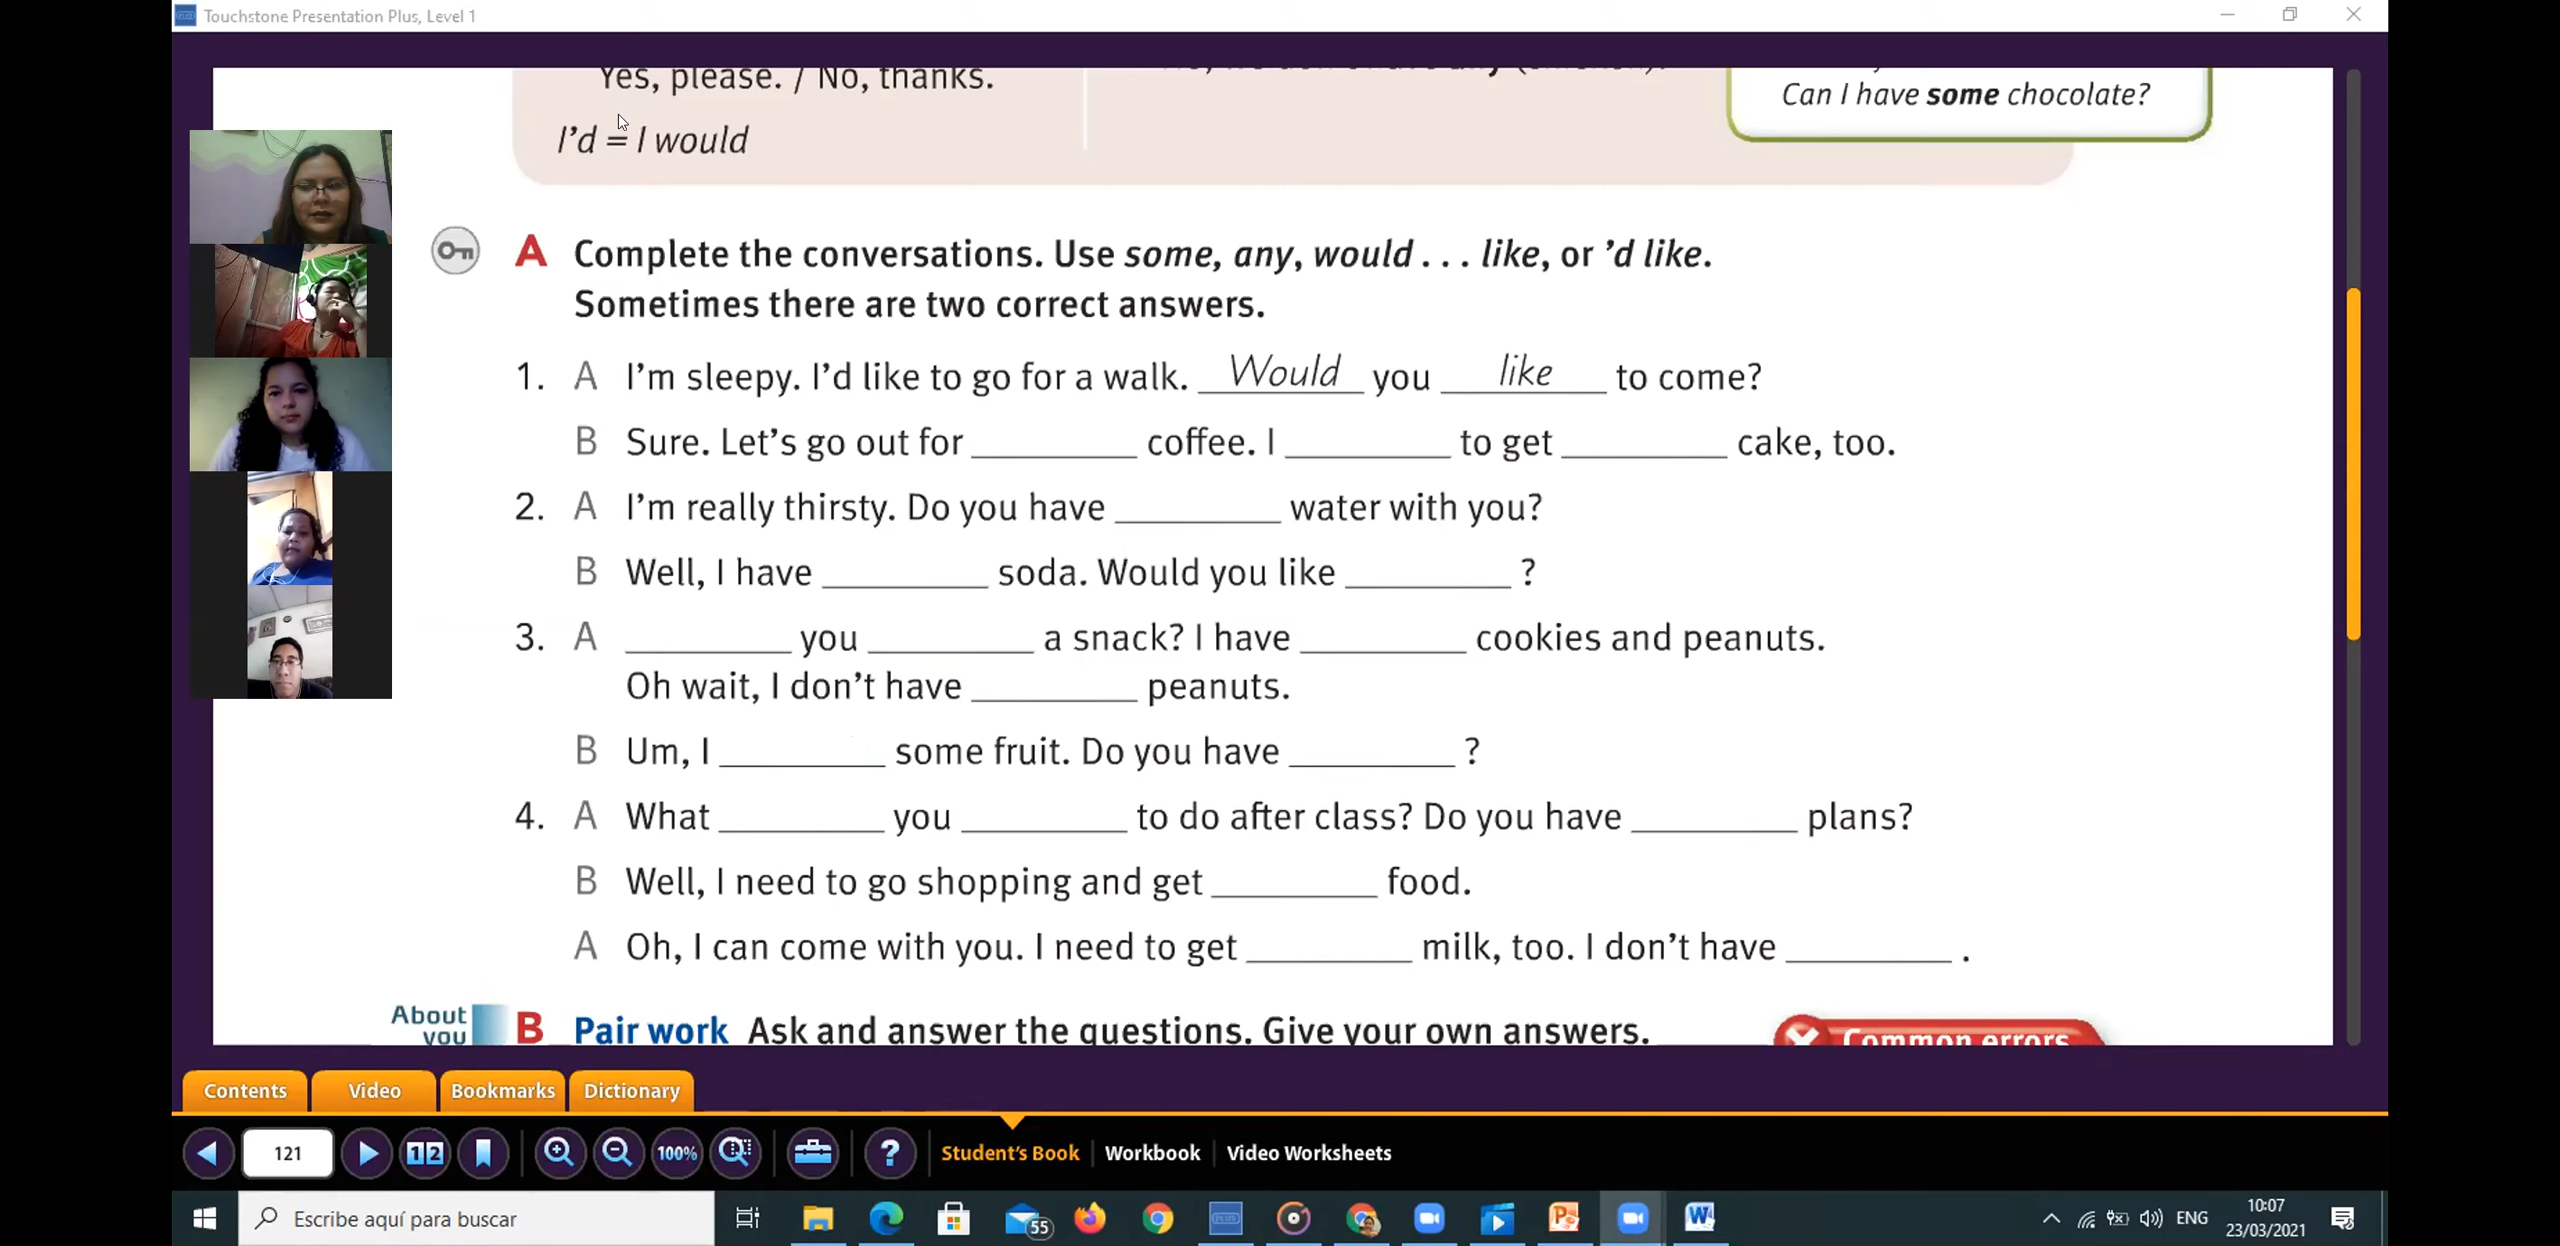 Touchstone Presentation Plus, Level 1
Yes, please. / No, thanks.
I'd = I would
Can I have some chocolate?
A Complete the conversations. Use some, any, would . . . like, or 'd like.
Sometimes there are two correct answers.
1. A I'm sleepy. I'd like to go for a walk. Would you like to come?
B Sure. Let's go out for ________ coffee. I ________ to get ________ cake, too.
2. A I'm really thirsty. Do you have ________ water with you?
B Well, I have ________ soda. Would you like ________ ?
3. A ________ you ________ a snack? I have ________ cookies and peanuts.
Oh wait, I don't have ________ peanuts.
B Um, I ________ some fruit. Do you have ________ ?
4. A What ________ you ________ to do after class? Do you have ________ plans?
B Well, I need to go shopping and get ________ food.
A Oh, I can come with you. I need to get ________ milk, too. I don't have ________ .
About you B Pair work Ask and answer the questions. Give your own answers.
Common errors
Contents Video Bookmarks Dictionary
121 12 100% ? Student's Book Workbook Video Worksheets
Escribe aquí para buscar 55 ENG 10:07
23/03/2021